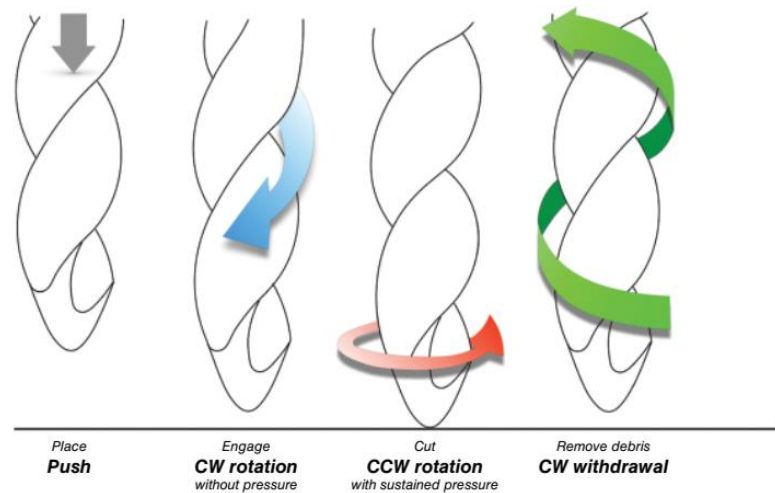 Place
Push
Engage
CW rotation
without pressure
Cut
CCW rotation
with sustained pressure
Remove debris
CW withdrawal